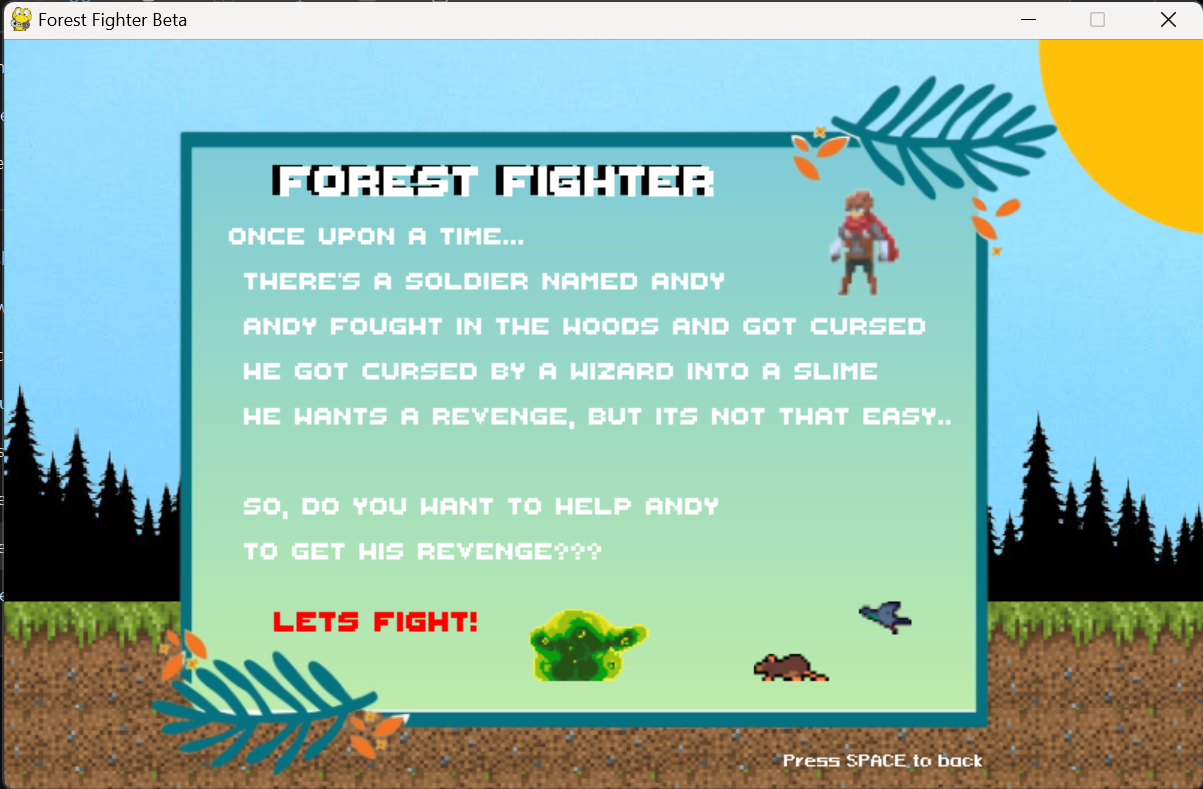 Forest Fighter Beta
FOREST FIGHTER
ONCE UPON A TIME...
THERE'S A SOLDIER NAMED ANDY
ANDY FOUGHT IN THE WOODS AND GOT CURSED
HE GOT CURSED BY A WIZARD INTO A SLIME
HE WANTS A REVENGE, BUT ITS NOT THAT EASY..
SO, DO YOU WANT TO HELP ANDY
TO GET HIS REVENGE???
LETS FIGHT!
Press SPACE to back